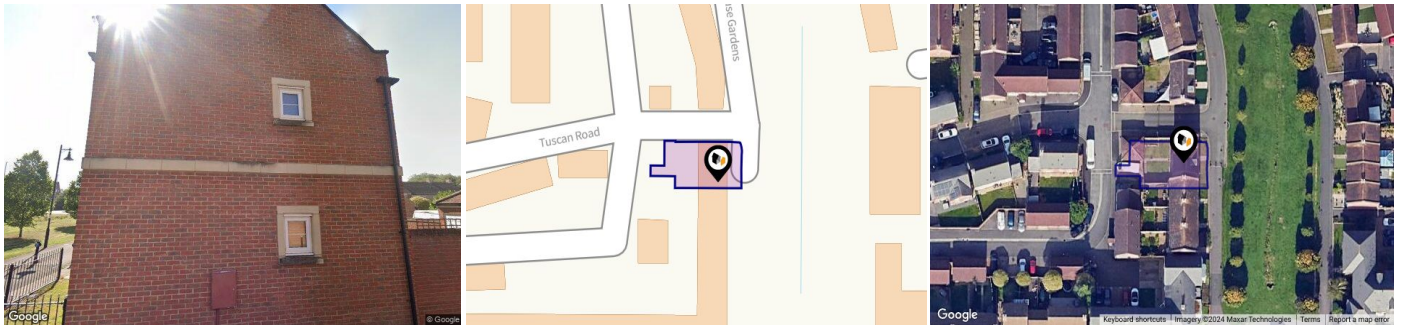 Google
© Google
Tuscan Road
se Gardens
Google
Keyboard shortcuts
Imagery ©2024 Maxar Technologies
Terms
Report a map error